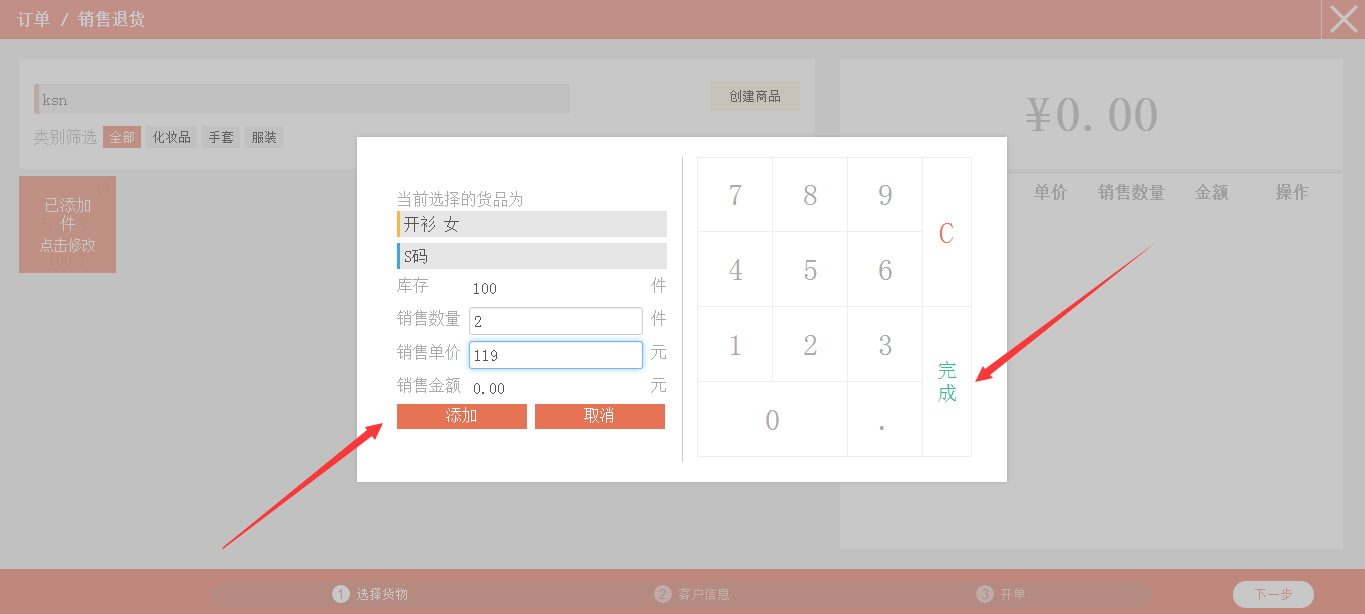 订单 / 销售退货
ksn
创建商品
类别筛选 全部 化妆品 手套 服装
¥0.00
已添加
件
点击修改
单价 销售数量 金额 操作
当前选择的货品为
开衫 女
S码
库存 100 件
销售数量 2 件
销售单价 119 元
销售金额 0.00 元
添加 取消
7 8 9
C
4 5 6
1 2 3
完成
0 .
1 选择货物 2 客户信息 3 开单 下一步